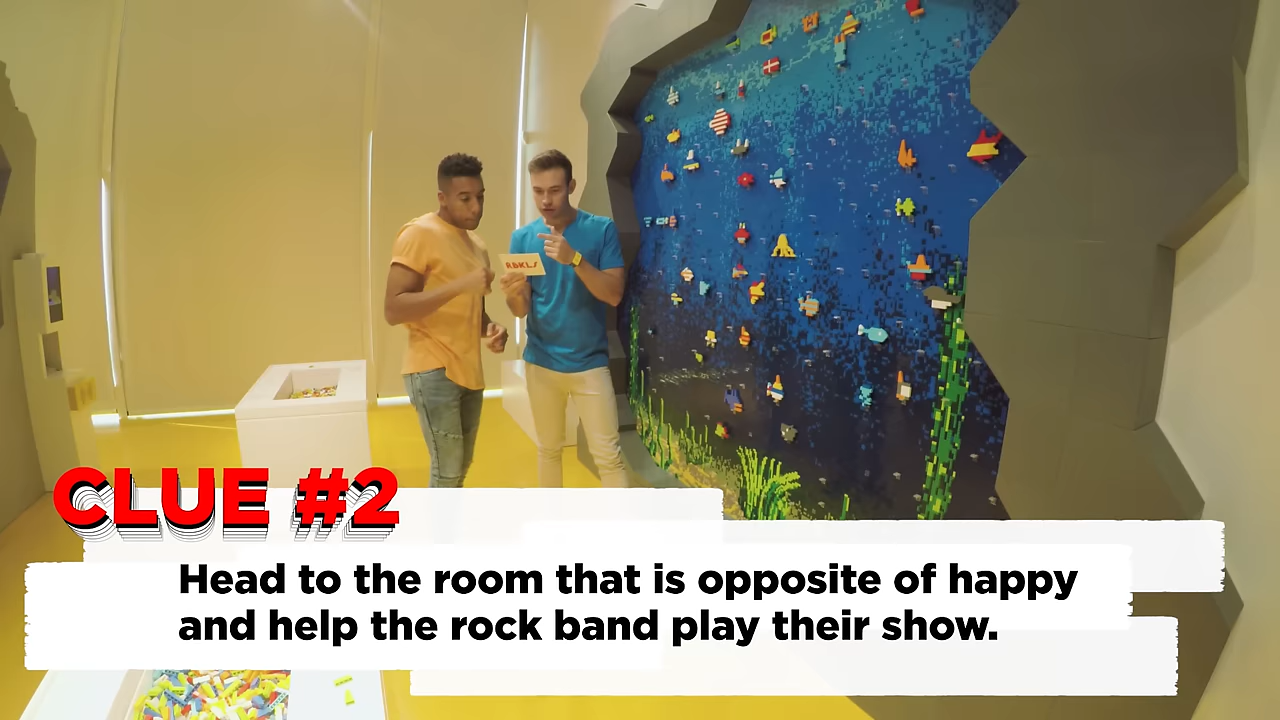 RBKLS
CLUE #2
Head to the room that is opposite of happy
and help the rock band play their show.